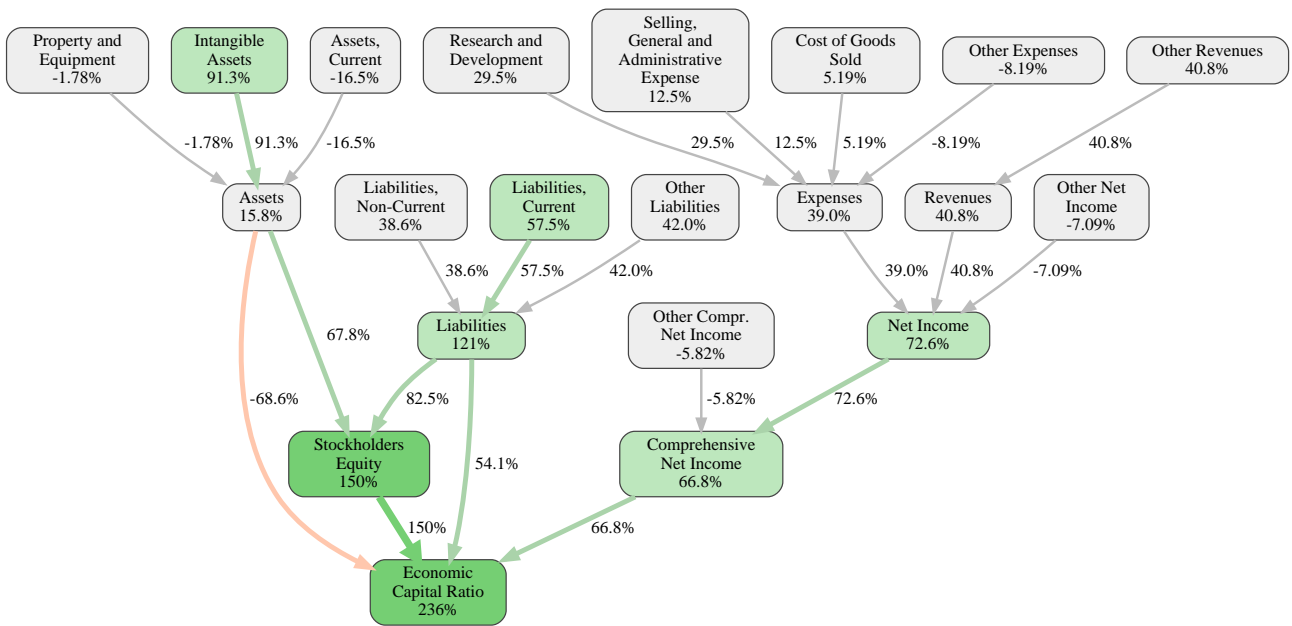 Property and
Equipment
-1.78%
Intangible
Assets
91.3%
Assets,
Current
-16.5%
Research and
Development
29.5%
Selling,
General and
Administrative
Expense
12.5%
Cost of Goods
Sold
5.19%
Other Expenses
-8.19%
Other Revenues
40.8%
-1.78%
91.3%
-16.5%
29.5%
12.5%
5.19%
-8.19%
40.8%
Assets
15.8%
Liabilities,
Non-Current
38.6%
Liabilities,
Current
57.5%
Other
Liabilities
42.0%
Expenses
39.0%
Revenues
40.8%
Other Net
Income
-7.09%
38.6%
57.5%
42.0%
39.0%
40.8%
-7.09%
67.8%
Liabilities
121%
Other Compr.
Net Income
-5.82%
Net Income
72.6%
-68.6%
82.5%
-5.82%
72.6%
Stockholders
Equity
150%
54.1%
Comprehensive
Net Income
66.8%
150%
66.8%
Economic
Capital Ratio
236%